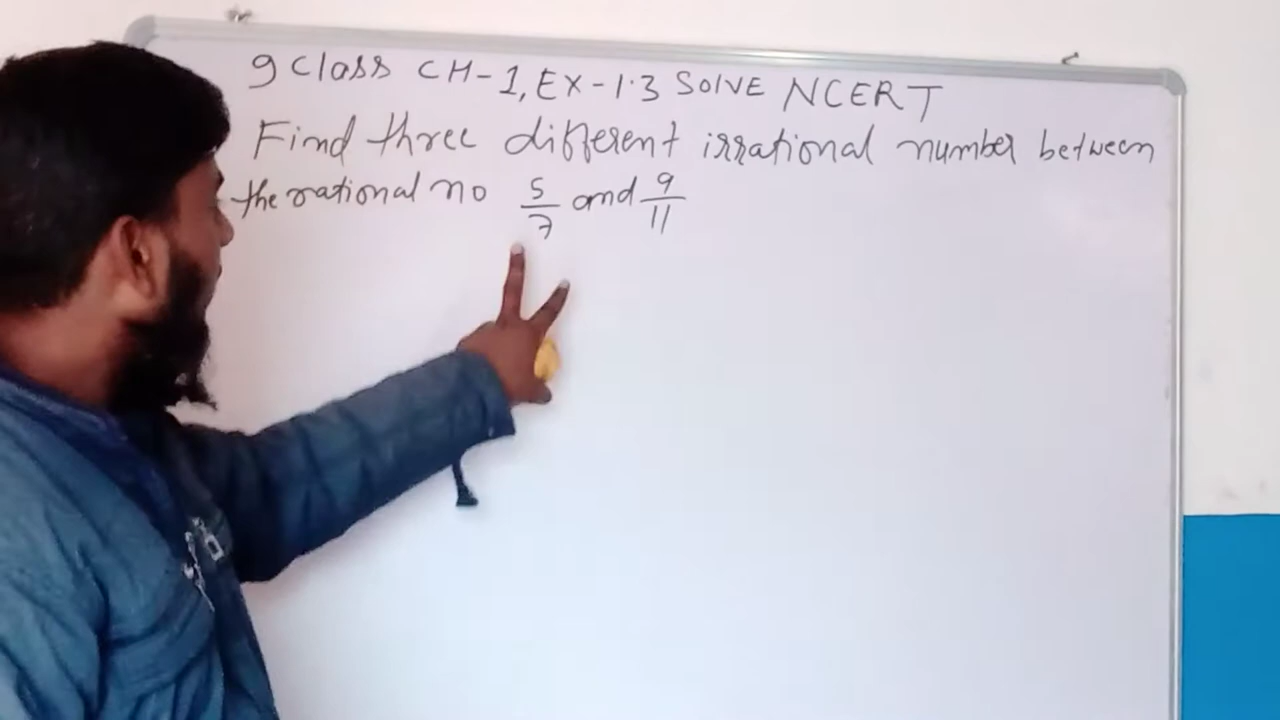 9 Class CH-1, EX-1.3 SOLVE NCERT
Find three different irrational number between
the rational no 5/7 and 9/11